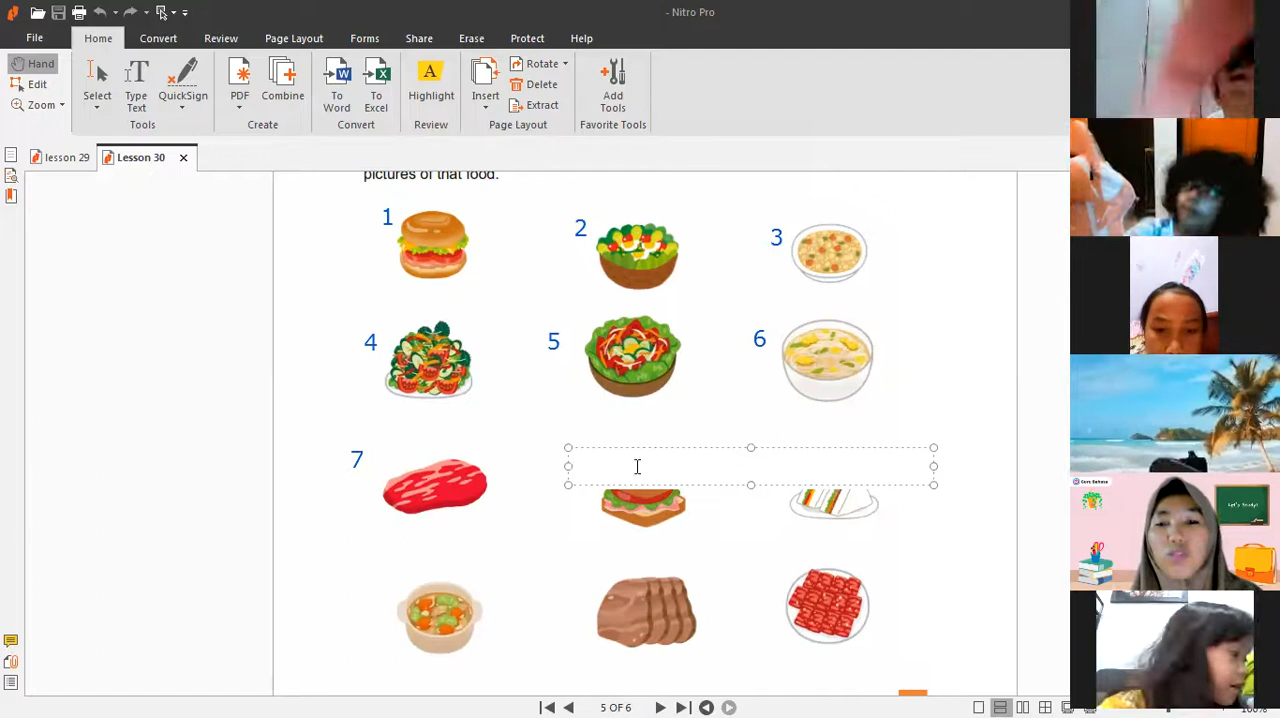 - Nitro Pro
File Home Convert Review Page Layout Forms Share Erase Protect Help
Hand
Edit
Zoom
Select
Type Text
QuickSign
Tools
PDF
Combine
Create
To Word
To Excel
Convert
Highlight
Review
Insert
Rotate
Delete
Extract
Page Layout
Add Tools
Favorite Tools
lesson 29
Lesson 30
pictures of that food.
1
2
3
4
5
6
7
5 OF 6
100%
Guru Bahasa
Let's Study!